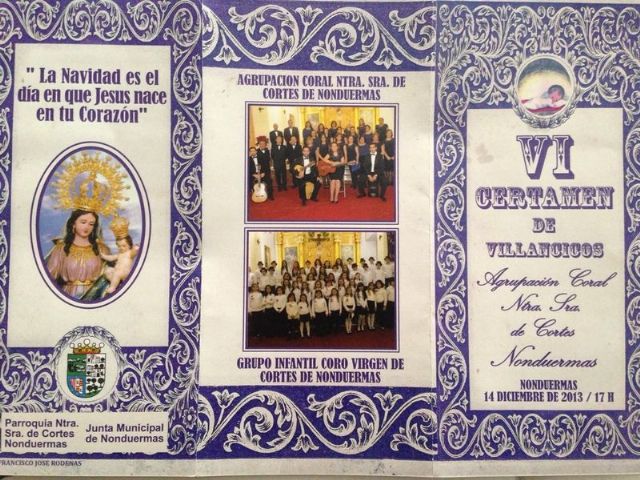 " La Navidad es el
día en que Jesus nace
en tu Corazón"
Parroquia Ntra.
Sra. de Cortes
Nonduermas
Junta Municipal
de Nonduermas
FRANCISCO JOSE RODENAS
AGRUPACION CORAL NTRA. SRA. DE
CORTES DE NONDUERMAS
GRUPO INFANTIL CORO VIRGEN DE
CORTES DE NONDUERMAS
VI
CERTAMEN
DE
VILLANCICOS
Agrupación Coral
Ntra. Sra.
de Cortes
Nonduermas
NONDUERMAS
14 DICIEMBRE DE 2013 / 17 H